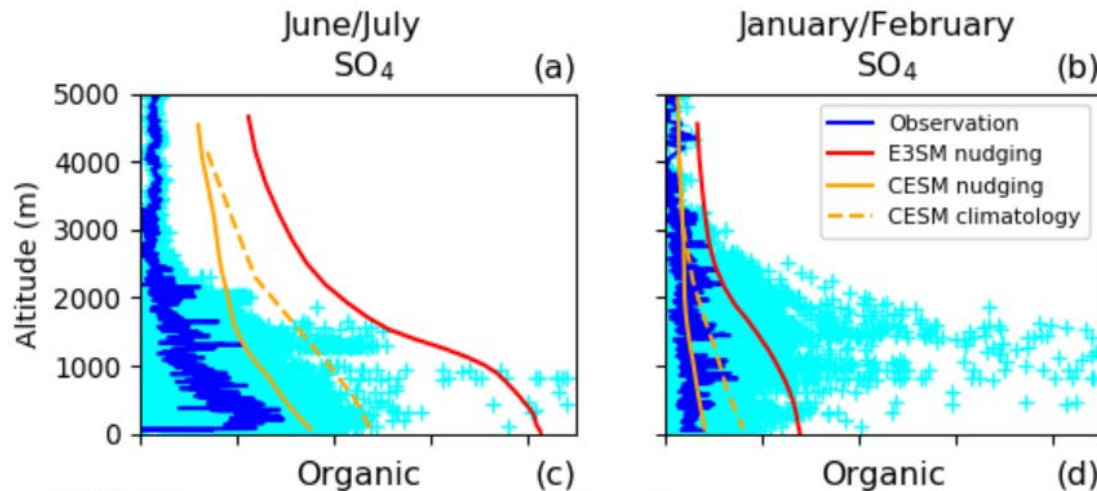 June/July
SO₄ (a)
January/February
SO₄ (b)
5000
4000
3000
2000
1000
0
Altitude (m)
Observation
E3SM nudging
CESM nudging
CESM climatology
Organic (c)
Organic (d)